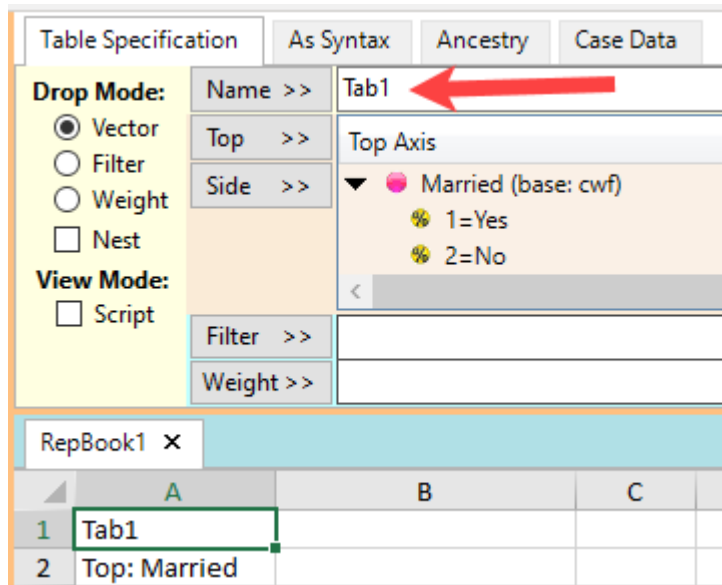 Table Specification As Syntax Ancestry Case Data
Drop Mode: Name >> Tab1
Vector Top >> Top Axis
Filter Side >> Married (base: cwf)
Weight 1=Yes
Nest 2=No
View Mode: <
Script Filter >>
Weight >>
RepBook1 ×
A B C
1 Tab1
2 Top: Married